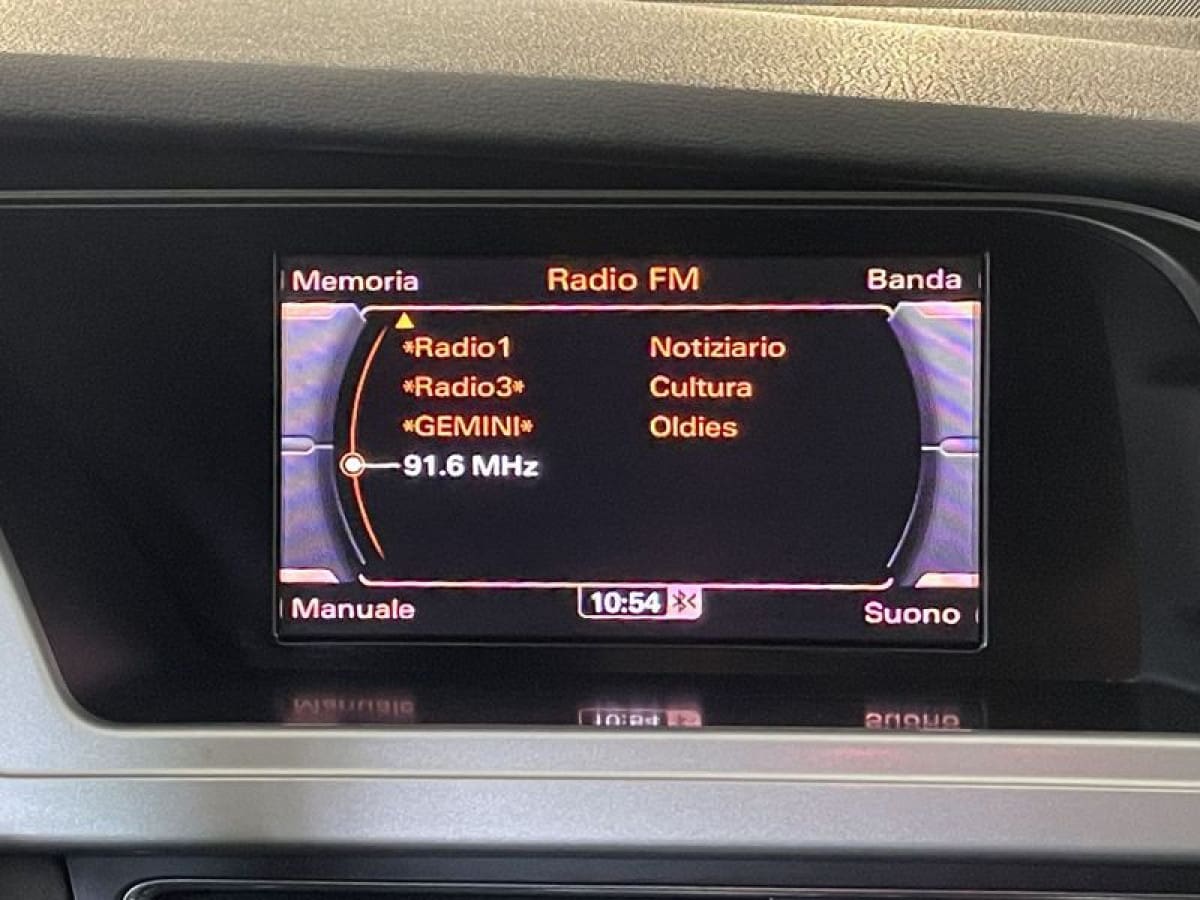 Memoria Radio FM Banda
*Radio1 Notiziario
*Radio3* Cultura
*GEMINI* Oldies
91.6 MHz
Manuale 10:54 Suono